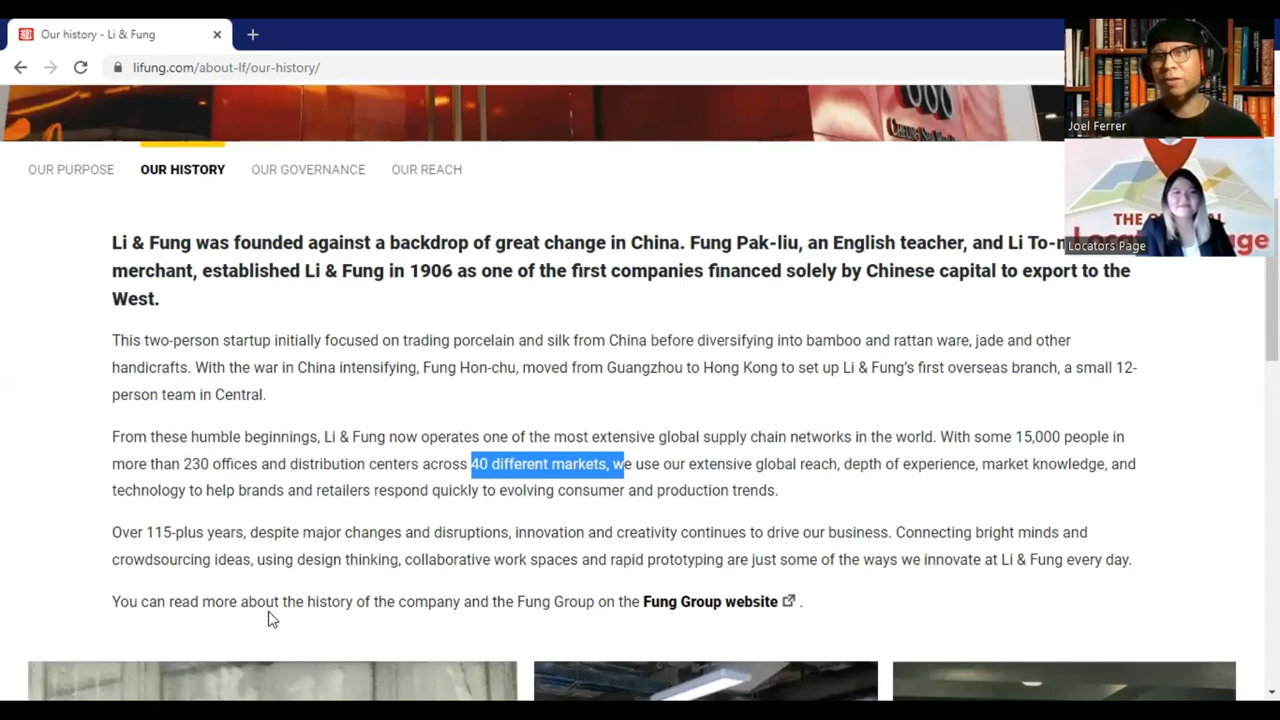 Our history - Li & Fung
lifung.com/about-lf/our-history/
Joel Ferrer
OUR PURPOSE
OUR HISTORY
OUR GOVERNANCE
OUR REACH
THE
Locators Page
Li & Fung was founded against a backdrop of great change in China. Fung Pak-liu, an English teacher, and Li To-
merchant, established Li & Fung in 1906 as one of the first companies financed solely by Chinese capital to export to the
West.
This two-person startup initially focused on trading porcelain and silk from China before diversifying into bamboo and rattan ware, jade and other
handicrafts. With the war in China intensifying, Fung Hon-chu, moved from Guangzhou to Hong Kong to set up Li & Fung's first overseas branch, a small 12-
person team in Central.
From these humble beginnings, Li & Fung now operates one of the most extensive global supply chain networks in the world. With some 15,000 people in
more than 230 offices and distribution centers across 40 different markets, we use our extensive global reach, depth of experience, market knowledge, and
technology to help brands and retailers respond quickly to evolving consumer and production trends.
Over 115-plus years, despite major changes and disruptions, innovation and creativity continues to drive our business. Connecting bright minds and
crowdsourcing ideas, using design thinking, collaborative work spaces and rapid prototyping are just some of the ways we innovate at Li & Fung every day.
You can read more about the history of the company and the Fung Group on the Fung Group website .